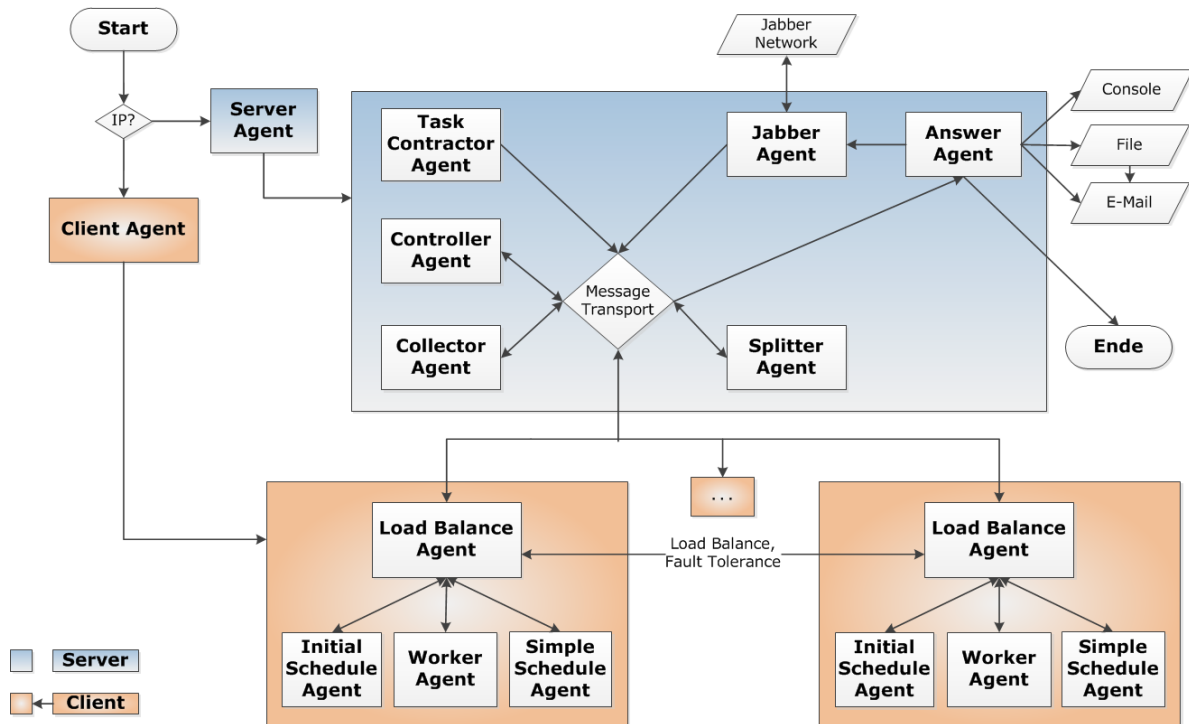 Start
IP?
Server
Agent
Client Agent
Jabber
Network
Task
Contractor
Agent
Jabber
Agent
Answer
Agent
Console
File
E-Mail
Controller
Agent
Message
Transport
Collector
Agent
Splitter
Agent
Ende
...
Load Balance
Agent
Load Balance,
Fault Tolerance
Load Balance
Agent
Initial
Schedule
Agent
Worker
Agent
Simple
Schedule
Agent
Initial
Schedule
Agent
Worker
Agent
Simple
Schedule
Agent
Server
Client